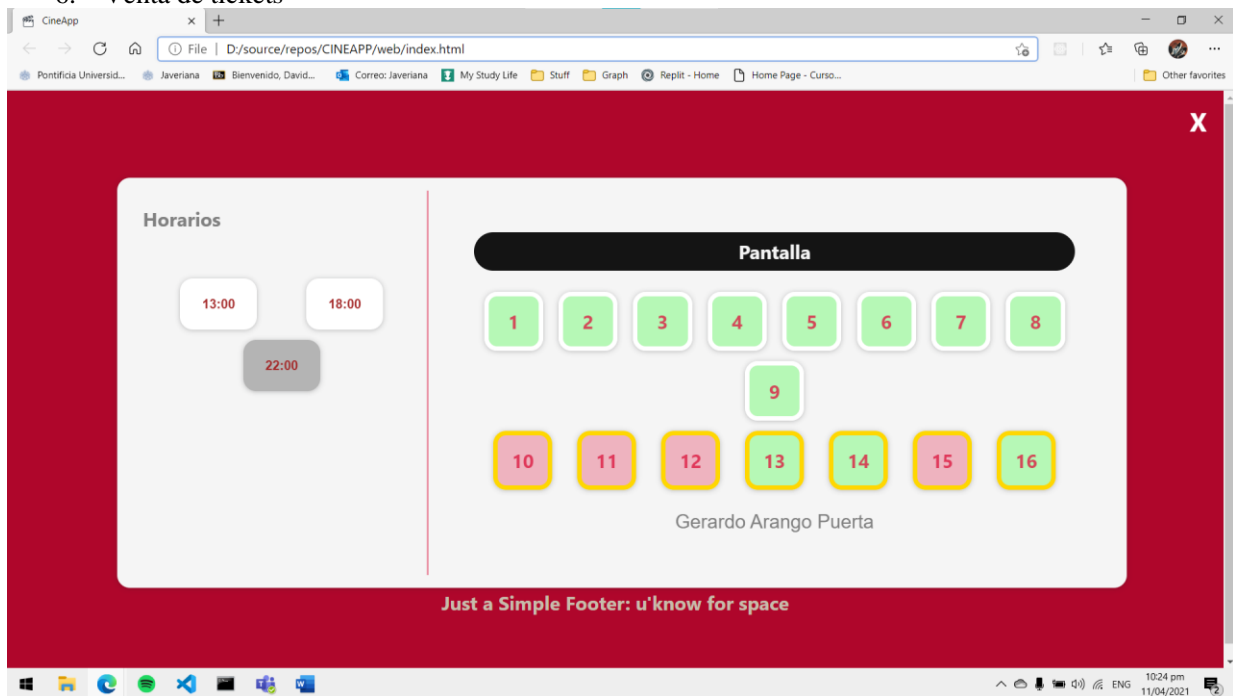 Venta de tickets
CineApp
File | D:/source/repos/CINEAPP/web/index.html
Pontificia Universid... Javeriana Bienvenido, David... Correo: Javeriana My Study Life Stuff Graph Replit - Home Home Page - Curso... Other favorites
X
Horarios
Pantalla
13:00 18:00
22:00
1 2 3 4 5 6 7 8
9
10 11 12 13 14 15 16
Gerardo Arango Puerta
Just a Simple Footer: u'know for space
ENG
10:24 pm
11/04/2021